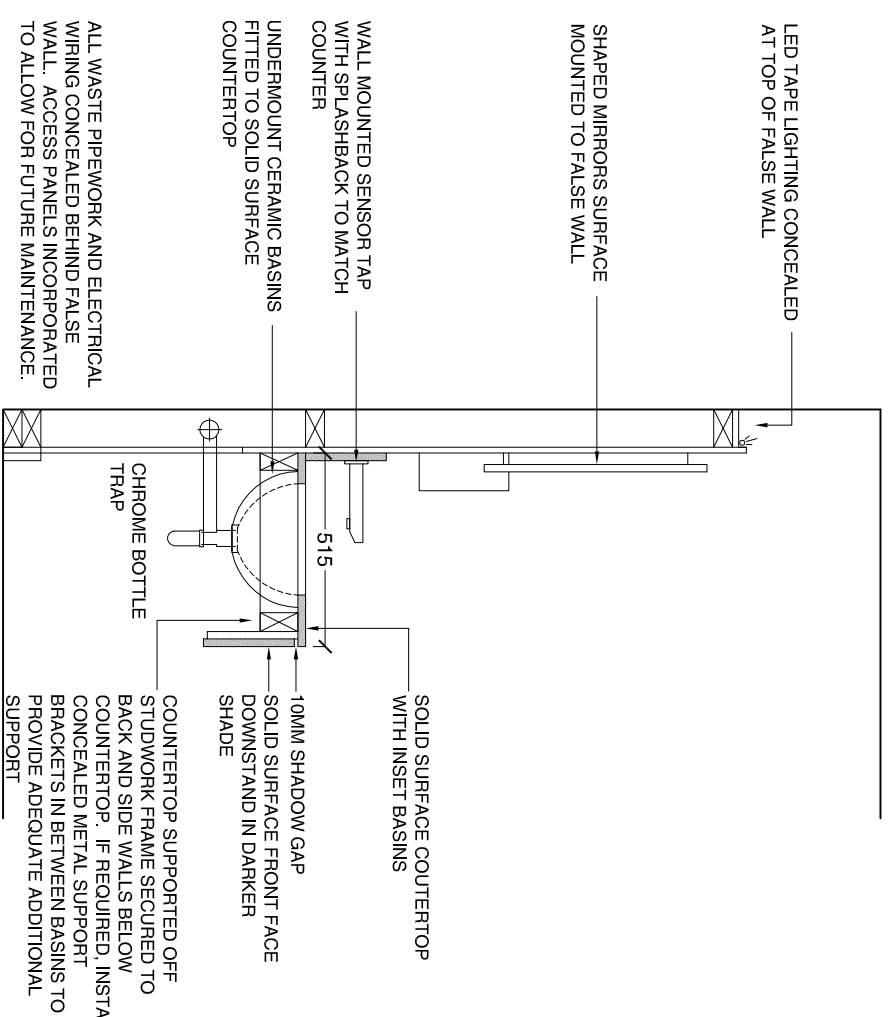 LED TAPE LIGHTING CONCEALED
AT TOP OF FALSE WALL
SHAPED MIRRORS SURFACE
MOUNTED TO FALSE WALL
WALL MOUNTED SENSOR TAP
WITH SPLASHBACK TO MATCH
COUNTER
UNDERMOUNT CERAMIC BASINS
FITTED TO SOLID SURFACE
COUNTERTOP
ALL WASTE PIPEWORK AND ELECTRICAL
WIRING CONCEALED BEHIND FALSE
WALL. ACCESS PANELS INCORPORATED
TO ALLOW FOR FUTURE MAINTENANCE.
515
CHROME BOTTLE
TRAP
SOLID SURFACE COUTERTOP
WITH INSET BASINS
10MM SHADOW GAP
SOLID SURFACE FRONT FACE
DOWNSTAND IN DARKER
SHADE
COUNTERTOP SUPPORTED OFF
STUDWORK FRAME SECURED TO
BACK AND SIDE WALLS BELOW
COUNTERTOP. IF REQUIRED, INSTA
CONCEALED METAL SUPPORT
BRACKETS IN BETWEEN BASINS TO
PROVIDE ADEQUATE ADDITIONAL
SUPPORT